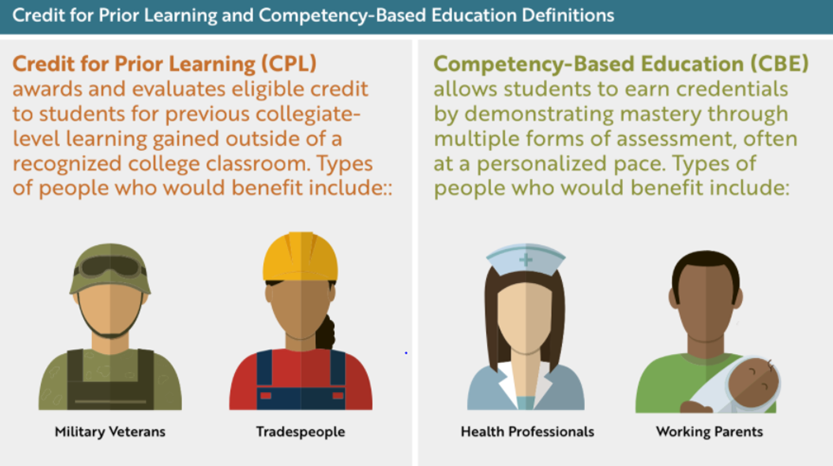 Credit for Prior Learning and Competency-Based Education Definitions
Credit for Prior Learning (CPL)
awards and evaluates eligible credit
to students for previous collegiate-
level learning gained outside of a
recognized college classroom. Types
of people who would benefit include::
Military Veterans
Tradespeople
Competency-Based Education (CBE)
allows students to earn credentials
by demonstrating mastery through
multiple forms of assessment, often
at a personalized pace. Types of
people who would benefit include:
Health Professionals
Working Parents